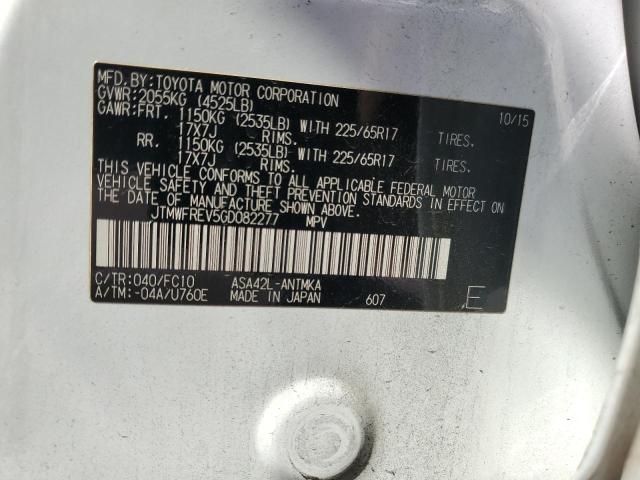 MFD. BY: TOYOTA MOTOR CORPORATION 10/15
GVWR: 2055KG (4525LB)
GAWR: FRT. 1150KG (2535LB) WITH 225/65R17 TIRES.
17X7J RIMS.
RR. 1150KG (2535LB) WITH 225/65R17 TIRES.
17X7J RIMS.
THIS VEHICLE CONFORMS TO ALL APPLICABLE FEDERAL MOTOR
VEHICLE SAFETY AND THEFT PREVENTION STANDARDS IN EFFECT ON
THE DATE OF MANUFACTURE SHOWN ABOVE.
JTMWFREV5GD082277 MPV
C/TR: 040/FC10 ASA42L-ANTMKA
A/TM: -04A/U760E MADE IN JAPAN 607 .E